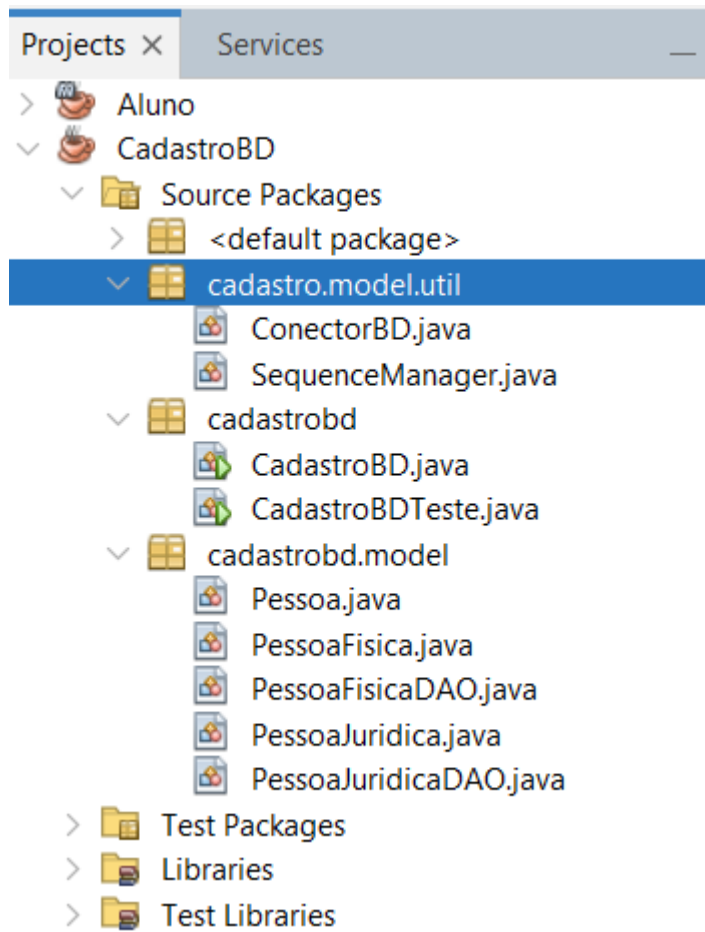 Projects × Services
Aluno
CadastroBD
Source Packages
<default package>
cadastro.model.util
ConectorBD.java
SequenceManager.java
cadastrobd
CadastroBD.java
CadastroBDTeste.java
cadastrobd.model
Pessoa.java
PessoaFisica.java
PessoaFisicaDAO.java
PessoaJuridica.java
PessoaJuridicaDAO.java
Test Packages
Libraries
Test Libraries